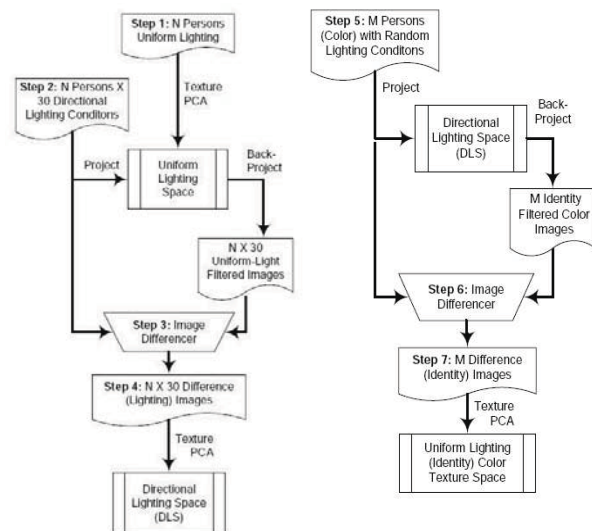 Step 1: N Persons
Uniform Lighting
Step 2: N Persons X
30 Directional
Lighting Conditons
Texture
PCA
Project
Uniform
Lighting
Space
Back-
Project
N X 30
Uniform-Light
Filtered Images
Step 3: Image
Differencer
Step 4: N X 30 Difference
(Lighting) Images
Texture
PCA
Directional
Lighting Space
(DLS)
Step 5: M Persons
(Color) with Random
Lighting Conditons
Project
Directional
Lighting Space
(DLS)
Back-
Project
M Identity
Filtered Color
Images
Step 6: Image
Differencer
Step 7: M Difference
(Identity) Images
Texture
PCA
Uniform Lighting
(Identity) Color
Texture Space